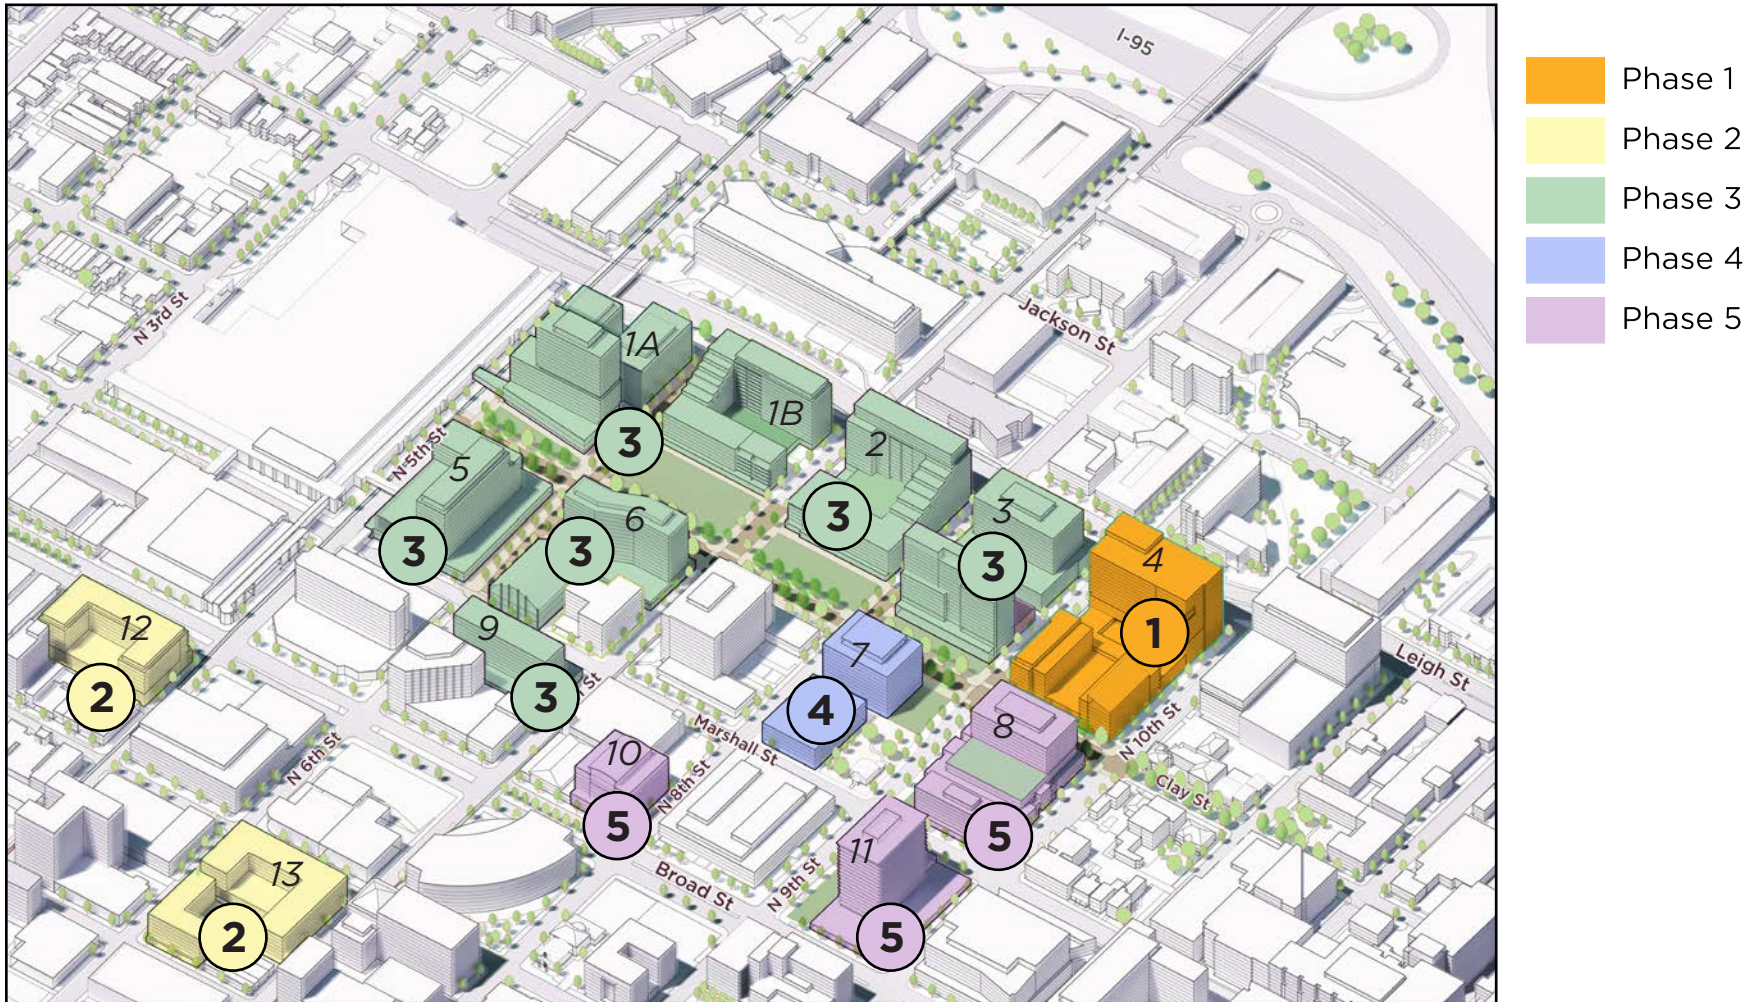 I-95
Phase 1
Phase 2
Phase 3
Phase 4
Phase 5
N 3rd St
Jackson St
1A
1B
3
2
N 5th St
5
6
3
3
3
3
3
4
1
12
2
9
3
7
4
Leigh St
8
N 10th St
Marshall St
N 6th St
10
N 8th St
Clay St
5
5
11
N 9th St
Broad St
13
2
5